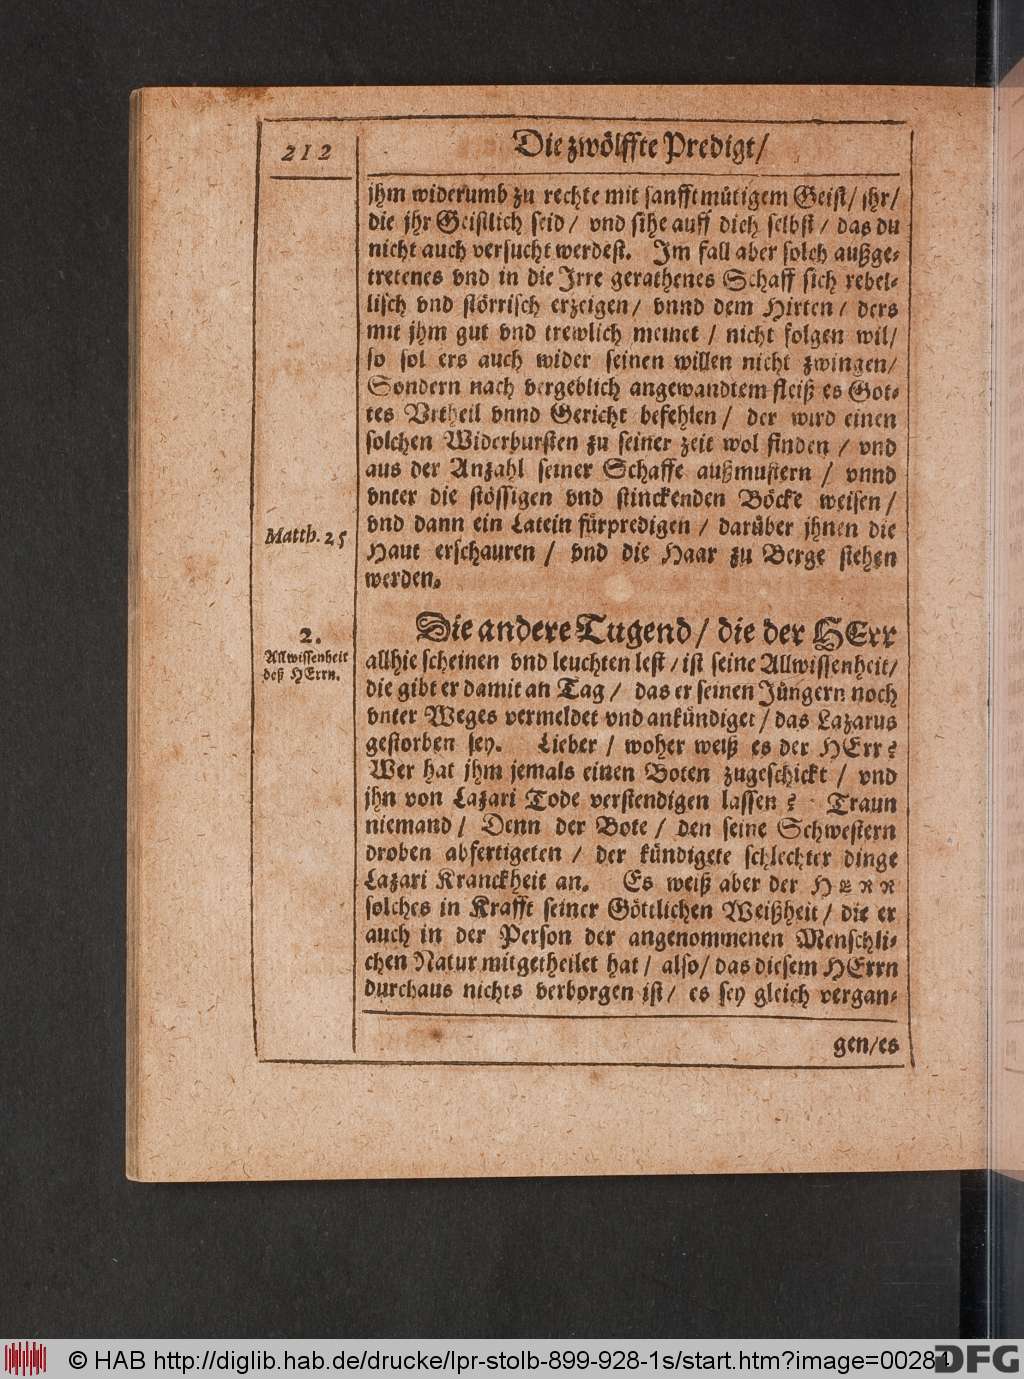 212
Die zwölffte Predigt/
jhm widerumb zu rechte mit sanfftmütigem Geist/ jhr/
die jhr Geistlich seid/ vnd sihe auff dich selbst/ das du
nicht auch versucht werdest. Im fall aber solch außge-
tretenes vnd in die Irre gerathenes Schaff sich rebel-
lisch vnd störrisch erzeigen/ vnnd dem Hirten/ ders
mit jhm gut vnd trewlich meinet/ nicht folgen wil/
so sol ers auch wider seinen willen nicht zwingen/
Sondern nach vergeblich angewandtem fleiß es Got-
tes Vrtheil vnnd Gericht befehlen/ der wird einen
solchen Widerbursten zu seiner zeit wol finden/ vnd
aus der Anzahl seiner Schaffe außmustern/ vnnd
vnter die stössigen vnd stinckenden Böcke weisen/
Matth. 25
vnd dann ein Latein fürpredigen/ darüber jhnen die
Haut erschauren/ vnd die Haar zu Berge stehen
werden.
2.
Allwissenheit
deß HErrn.
Die andere Tugend/ die der HErr
allhie scheinen vnd leuchten lest/ ist seine Allwissenheit/
die gibt er damit an Tag/ das er seinen Jüngern noch
vnter Weges vermeldet vnd ankündiget/ das Lazarus
gestorben sey. Lieber/ woher weiß es der HErr?
Wer hat jhm jemals einen Boten zugeschickt/ vnd
jhn von Lazari Tode verstendigen lassen? Traun
niemand/ Denn der Bote/ den seine Schwestern
droben abfertigeten/ der kündigete schlechter dinge
Lazari Kranckheit an. Es weiß aber der HERR
solches in Krafft seiner Göttlichen Weißheit/ die er
auch in der Person der angenommenen Menschli-
chen Natur mitgetheilet hat/ also/ das diesem HErrn
durchaus nichts verborgen ist/ es sey gleich vergan-
gen/es
© HAB http://diglib.hab.de/drucke/lpr-stolb-899-928-1s/start.htm?image=00284
DFG